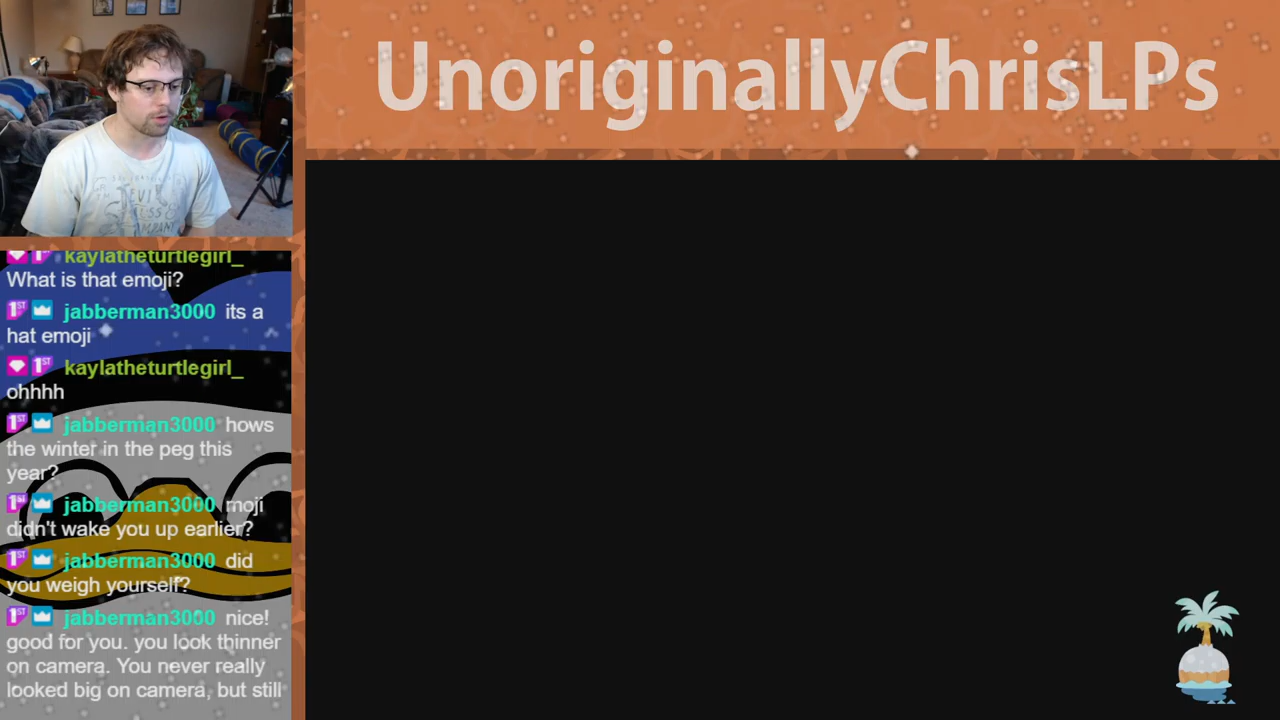 UnoriginallyChrisLPs
kaylatheturtlegirl_
What is that emoji?
jabberman3000 its a
hat emoji
kaylatheturtlegirl_
ohhhh
jabberman3000 hows
the winter in the peg this
year?
jabberman3000 moji
didn't wake you up earlier?
jabberman3000 did
you weigh yourself?
jabberman3000 nice!
good for you. you look thinner
on camera. You never really
looked big on camera, but still